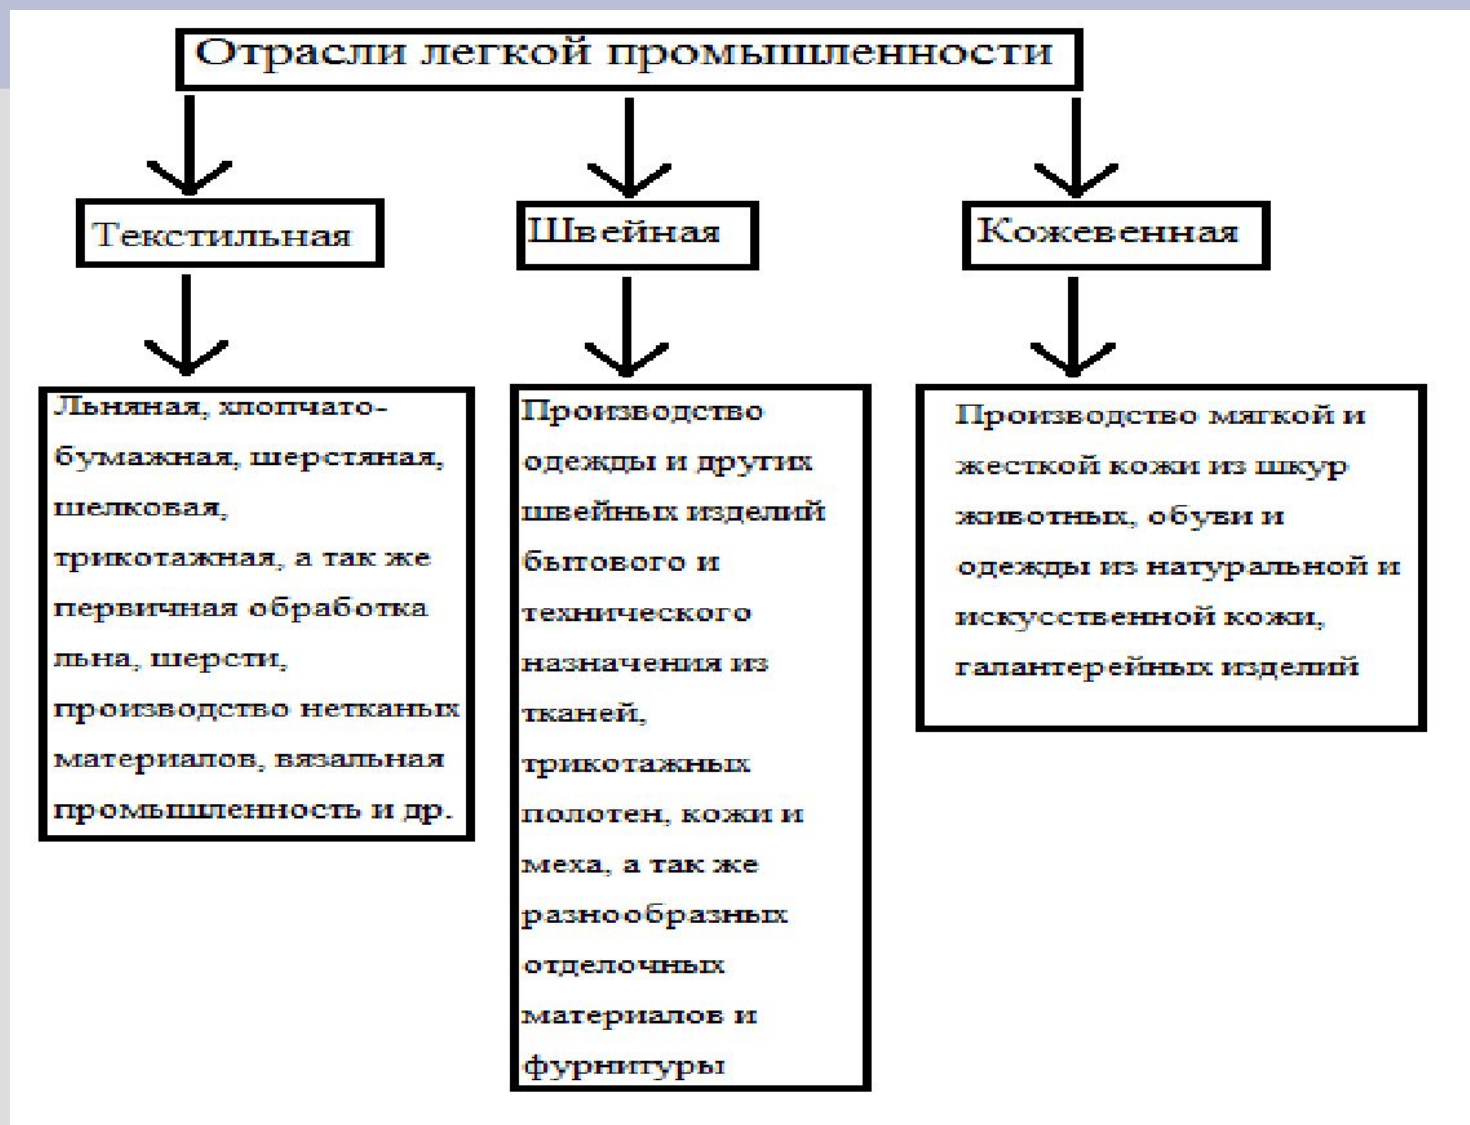 Отрасли легкой промышленности
Текстильная
Швейная
Кожевенная
Льняная, хлопчато-
бумажная, шерстяная,
шелковая,
трикотажная, а так же
первичная обработка
льна, шерсти,
производство нетканых
материалов, вязальная
промышленность и др.
Производство
одежды и других
швейных изделий
бытового и
технического
назначения из
тканей,
трикотажных
полотен, кожи и
меха, а так же
разнообразных
отделочных
материалов и
фурнитуры
Производство мягкой и
жесткой кожи из шкур
животных, обуви и
одежды из натуральной и
искусственной кожи,
галантерейных изделий